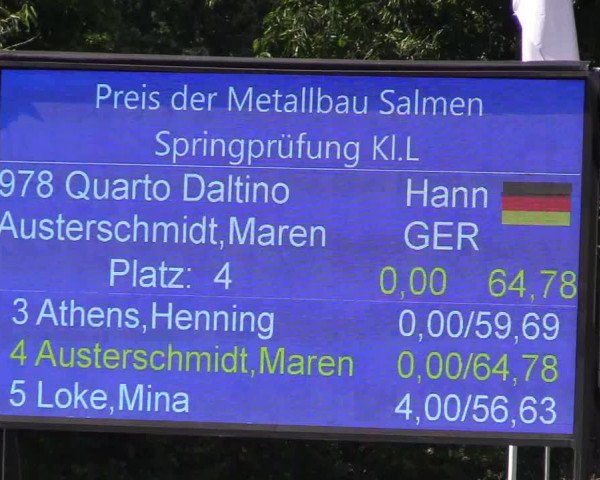 Preis der Metallbau Salmen
Springprüfung Kl.L
978 Quarto Daltino Hann
Austerschmidt,Maren GER
Platz: 4 0,00 64,78
3 Athens,Henning 0,00/59,69
4 Austerschmidt,Maren 0,00/64,78
5 Loke,Mina 4,00/56,63